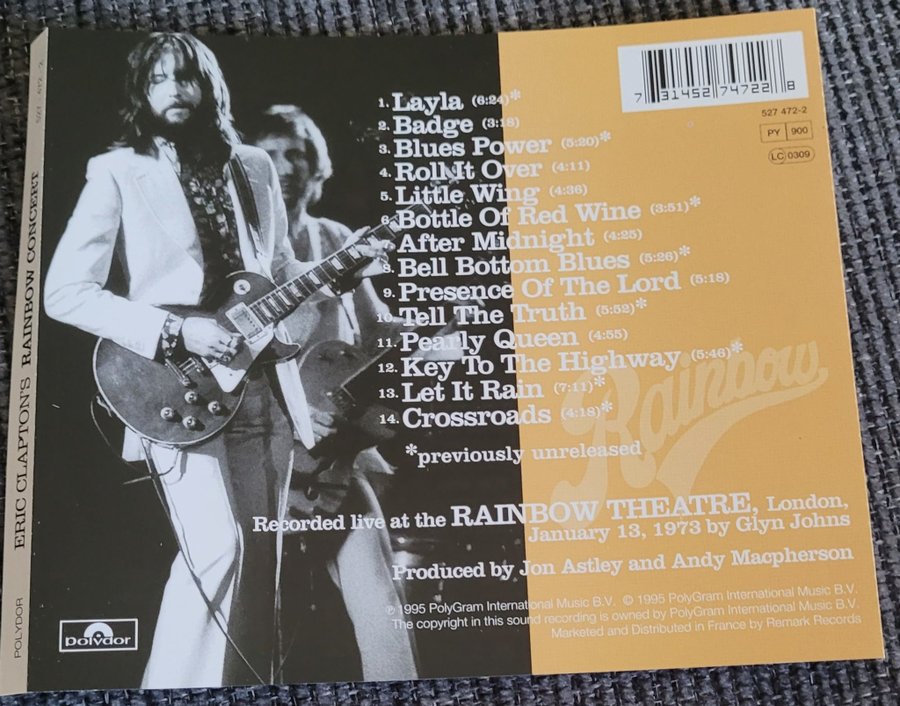 ERIC CLAPTON'S RAINBOW CONCERT
527 472-2
POLYDOR
7 31452 74722 8
527 472-2
PY 900
LC 0309
1. Layla (6:24)*
2. Badge (3:18)
3. Blues Power (5:20)*
4. Roll It Over (4:11)
5. Little Wing (4:36)
6. Bottle Of Red Wine (3:51)*
7. After Midnight (4:25)
8. Bell Bottom Blues (5:26)*
9. Presence Of The Lord (5:18)
10. Tell The Truth (5:52)*
11. Pearly Queen (4:55)
12. Key To The Highway (5:46)*
13. Let It Rain (7:11)*
14. Crossroads (4:18)*
Rainbow
*previously unreleased
Recorded live at the RAINBOW THEATRE, London,
January 13, 1973 by Glyn Johns
Produced by Jon Astley and Andy Macpherson
℗ 1995 PolyGram International Music B.V. © 1995 PolyGram International Music B.V.
The copyright in this sound recording is owned by PolyGram International Music B.V.
Marketed and Distributed in France by Remark Records
polydor